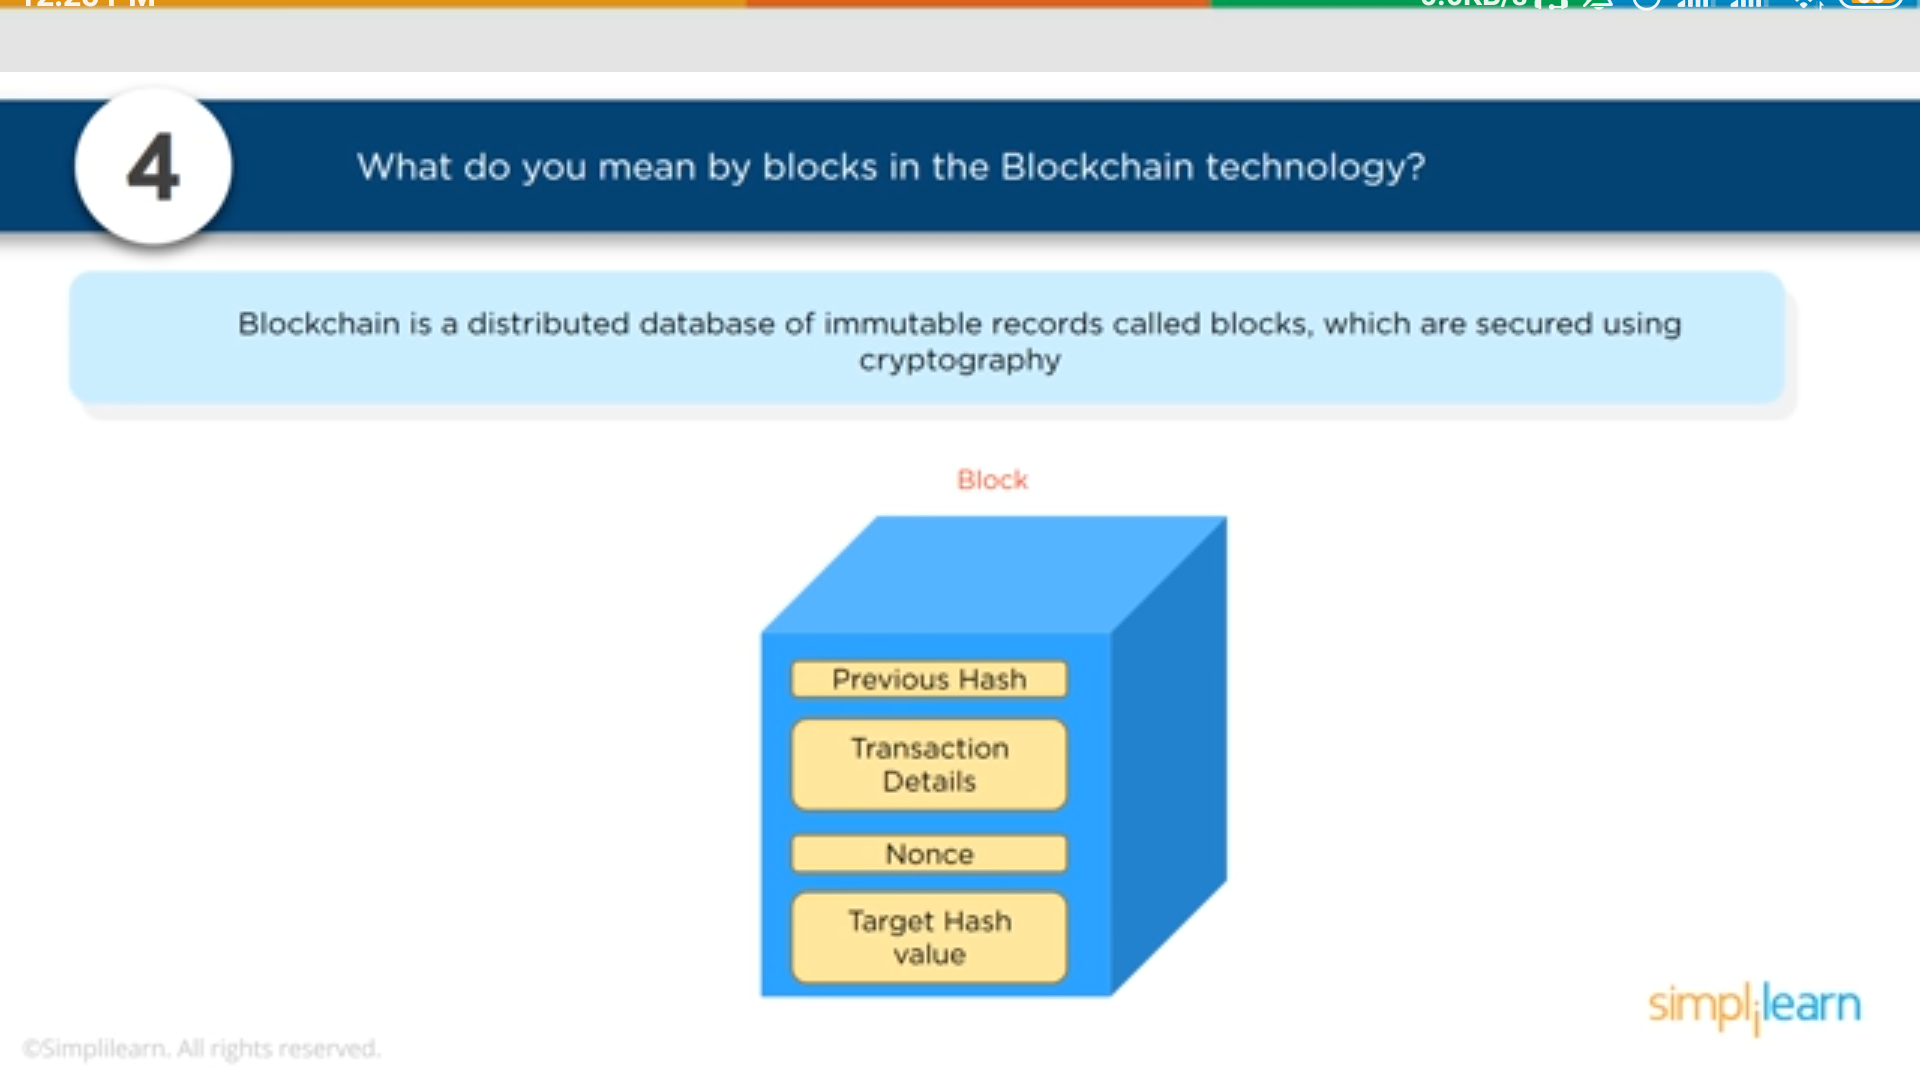 4
What do you mean by blocks in the Blockchain technology?
Blockchain is a distributed database of immutable records called blocks, which are secured using
cryptography
Block
Previous Hash
Transaction
Details
Nonce
Target Hash
value
simplilearn
©Simplilearn. All rights reserved.